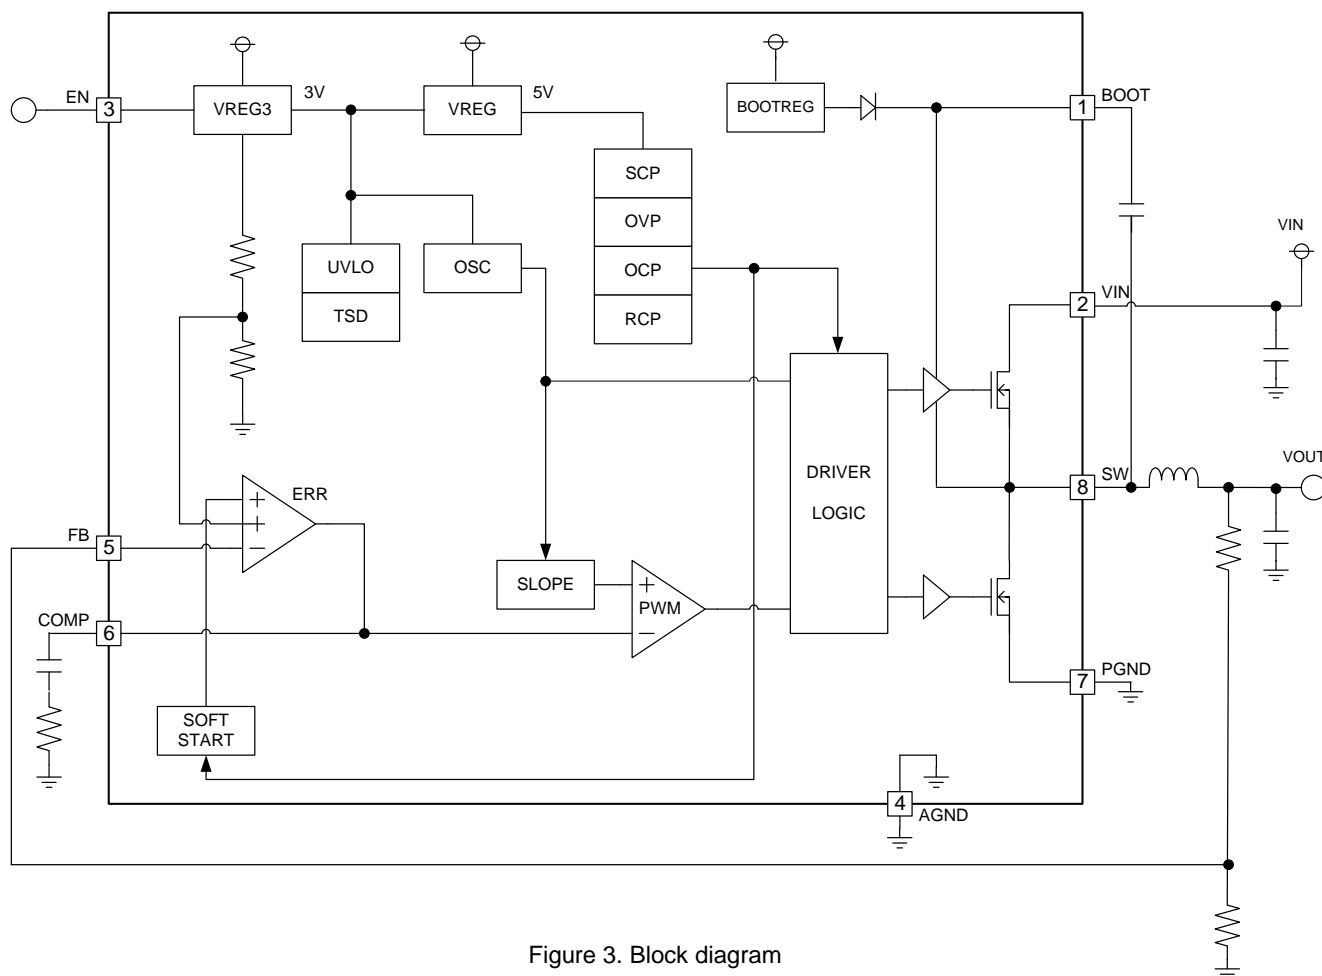 EN
3
VREG3
3V
VREG
5V
BOOTREG
1
BOOT
SCP
OVP
OCP
RCP
UVLO
TSD
OSC
VIN
2
VIN
DRIVER
LOGIC
ERR
+
+
−
FB
5
8
SW
VOUT
SLOPE
+
PWM
−
COMP
6
7
PGND
SOFT
START
4
AGND
Figure 3. Block diagram